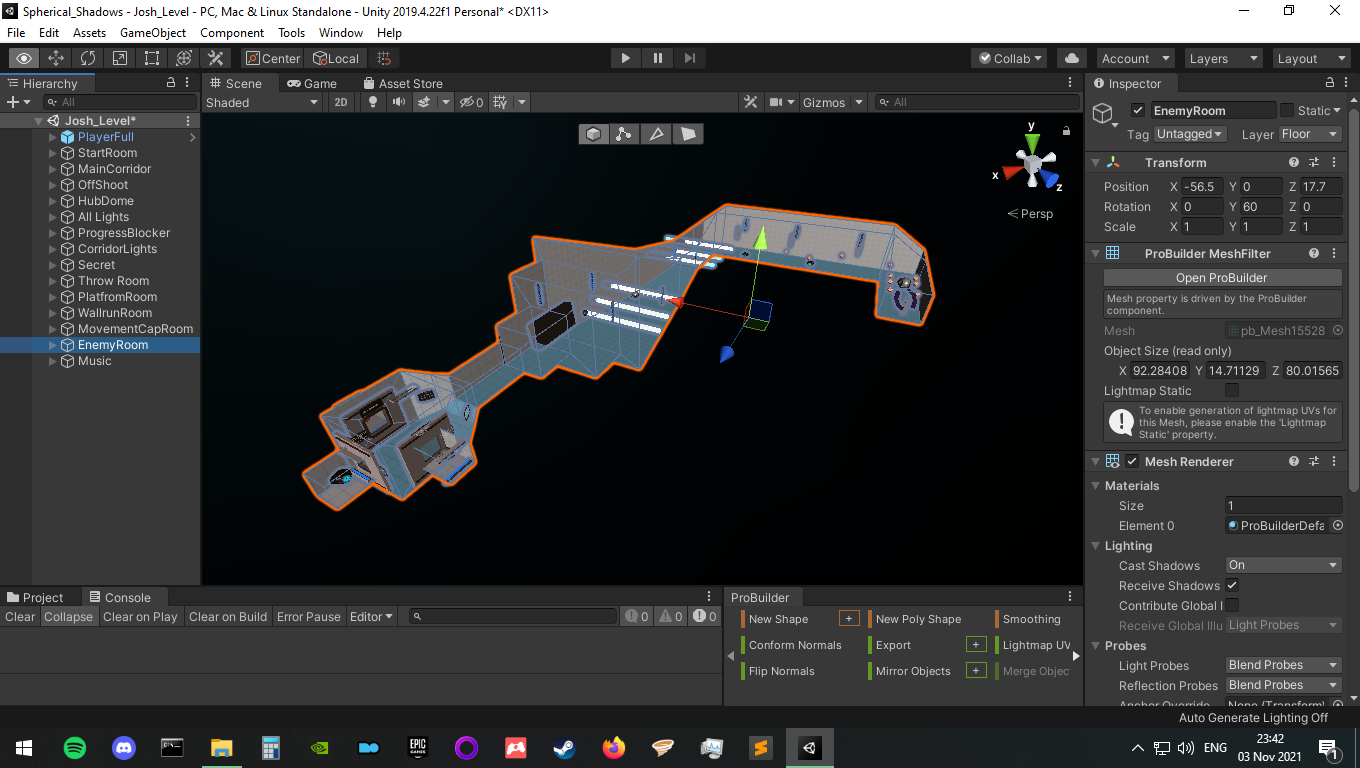 Spherical_Shadows - Josh_Level - PC, Mac & Linux Standalone - Unity 2019.4.22f1 Personal* <DX11>
File Edit Assets GameObject Component Tools Window Help
Center Local Collab Account Layers Layout
Hierarchy
All
Josh_Level*
PlayerFull
StartRoom
MainCorridor
OffShoot
HubDome
All Lights
ProgressBlocker
CorridorLights
Secret
Throw Room
PlatfromRoom
WallrunRoom
MovementCapRoom
EnemyRoom
Music
Scene Game Asset Store
Shaded 2D 0 Gizmos All
y
x
z
Persp
Inspector
EnemyRoom Static
Tag Untagged Layer Floor
Transform
Position X -56.5 Y 0 Z 17.7
Rotation X 0 Y 60 Z 0
Scale X 1 Y 1 Z 1
ProBuilder MeshFilter
Open ProBuilder
Mesh property is driven by the ProBuilder
component.
Mesh pb_Mesh15528
Object Size (read only)
X 92.28408 Y 14.71129 Z 80.01565
Lightmap Static
To enable generation of lightmap UVs for
this Mesh, please enable the 'Lightmap
Static' property.
Mesh Renderer
Materials
Size 1
Element 0 ProBuilderDefa
Lighting
Cast Shadows On
Receive Shadows
Contribute Global I
Receive Global Illu Light Probes
Probes
Light Probes Blend Probes
Reflection Probes Blend Probes
Anchor Override None (Transform)
Project Console
Clear Collapse Clear on Play Clear on Build Error Pause Editor 0 0 0
ProBuilder
New Shape + New Poly Shape Smoothing
Conform Normals Export + Lightmap UV
Flip Normals Mirror Objects + Merge Objec
Auto Generate Lighting Off
EPIC
GAMES
ENG
23:42
03 Nov 2021
1